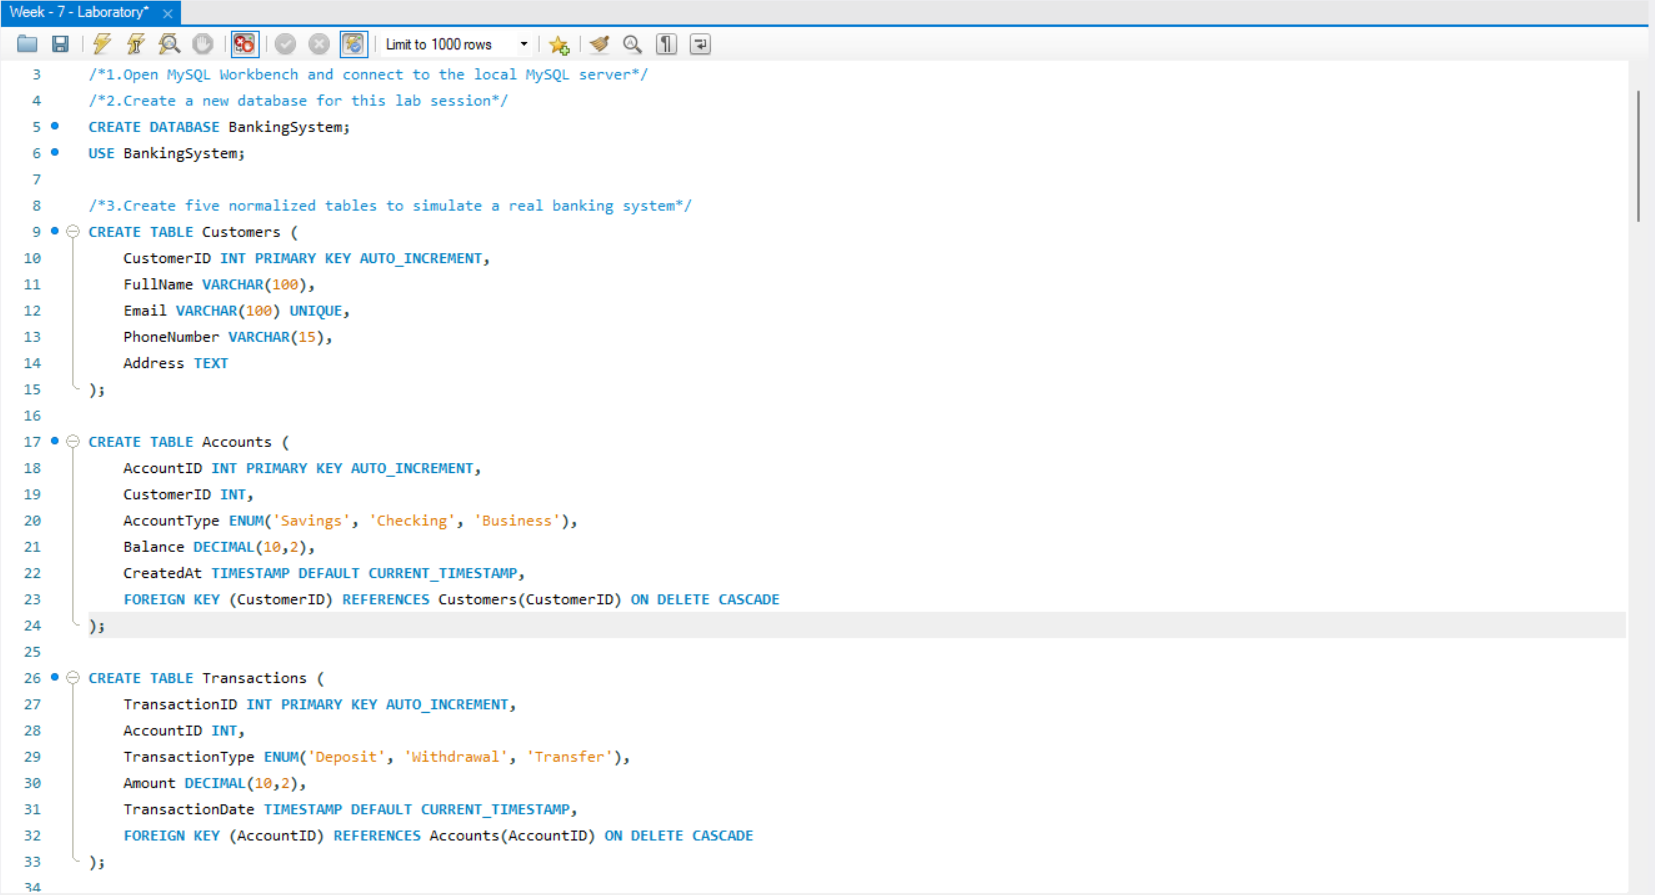 Week - 7 - Laboratory*
Limit to 1000 rows
3 /*1.Open MySQL Workbench and connect to the local MySQL server*/
4 /*2.Create a new database for this lab session*/
5 CREATE DATABASE BankingSystem;
6 USE BankingSystem;
7
8 /*3.Create five normalized tables to simulate a real banking system*/
9 CREATE TABLE Customers (
10 CustomerID INT PRIMARY KEY AUTO_INCREMENT,
11 FullName VARCHAR(100),
12 Email VARCHAR(100) UNIQUE,
13 PhoneNumber VARCHAR(15),
14 Address TEXT
15 );
16
17 CREATE TABLE Accounts (
18 AccountID INT PRIMARY KEY AUTO_INCREMENT,
19 CustomerID INT,
20 AccountType ENUM('Savings', 'Checking', 'Business'),
21 Balance DECIMAL(10,2),
22 CreatedAt TIMESTAMP DEFAULT CURRENT_TIMESTAMP,
23 FOREIGN KEY (CustomerID) REFERENCES Customers(CustomerID) ON DELETE CASCADE
24 );
25
26 CREATE TABLE Transactions (
27 TransactionID INT PRIMARY KEY AUTO_INCREMENT,
28 AccountID INT,
29 TransactionType ENUM('Deposit', 'Withdrawal', 'Transfer'),
30 Amount DECIMAL(10,2),
31 TransactionDate TIMESTAMP DEFAULT CURRENT_TIMESTAMP,
32 FOREIGN KEY (AccountID) REFERENCES Accounts(AccountID) ON DELETE CASCADE
33 );
34